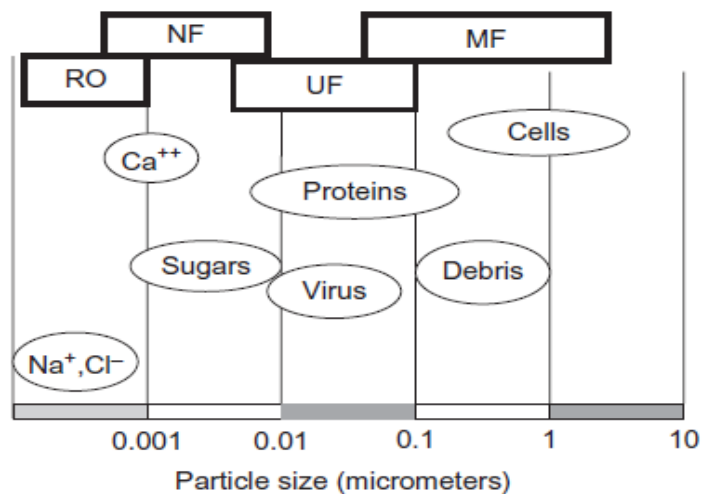 NF
MF
RO
UF
Cells
Ca++
Proteins
Sugars
Debris
Virus
Na+,Cl–
0.001
0.01
0.1
1
10
Particle size (micrometers)